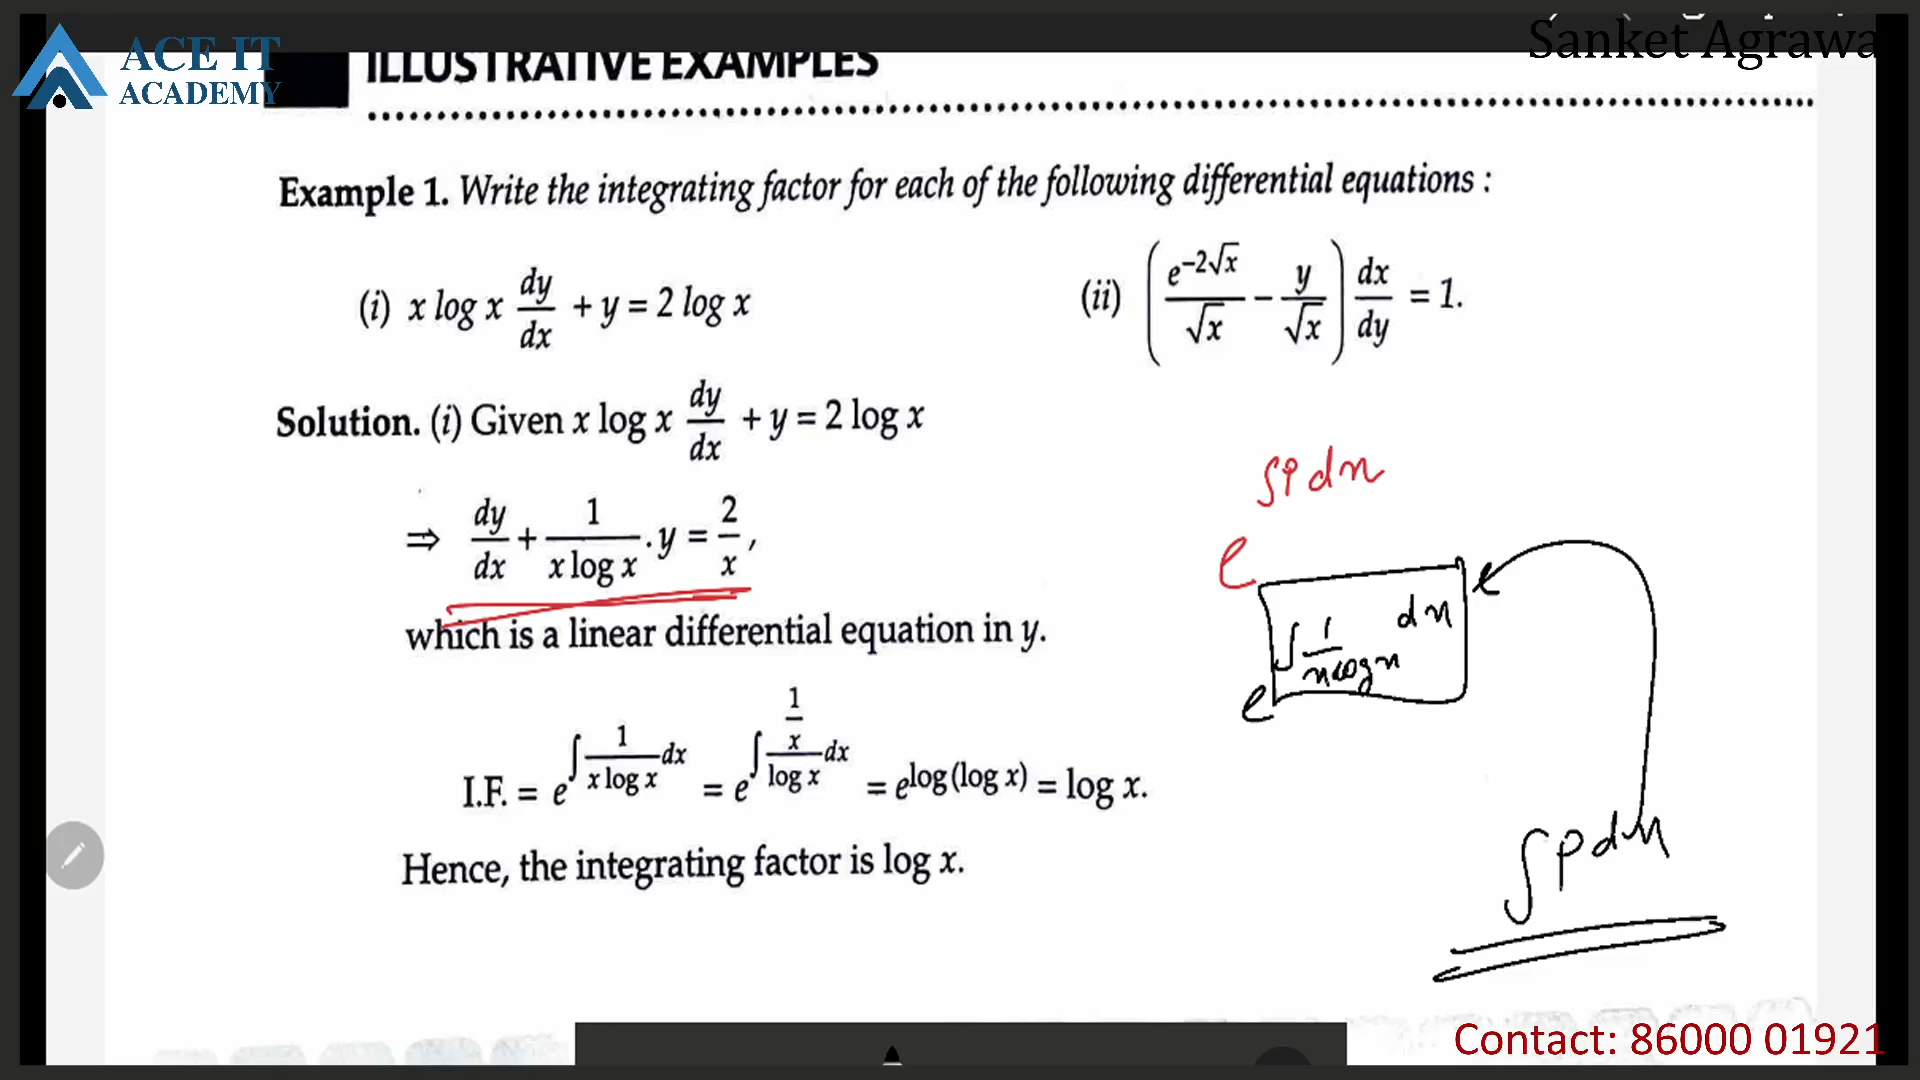 Sanket Agrawa
ACE IT
ACADEMY
ILLUSTRATIVE EXAMPLES
Example 1. Write the integrating factor for each of the following differential equations :
(i) x log x dy/dx + y = 2 log x
(ii) (e^{-2√x}/√x - y/√x) dx/dy = 1.
Solution. (i) Given x log x dy/dx + y = 2 log x
e^{∫P dx}
⇒ dy/dx + 1/(x log x) . y = 2/x,
which is a linear differential equation in y.
e^{∫ 1/(x log x) dx}
I.F. = e^{∫ 1/(x log x) dx} = e^{∫ (1/x)/(log x) dx} = e^{log (log x)} = log x.
∫ P dx
Hence, the integrating factor is log x.
Contact: 86000 01921